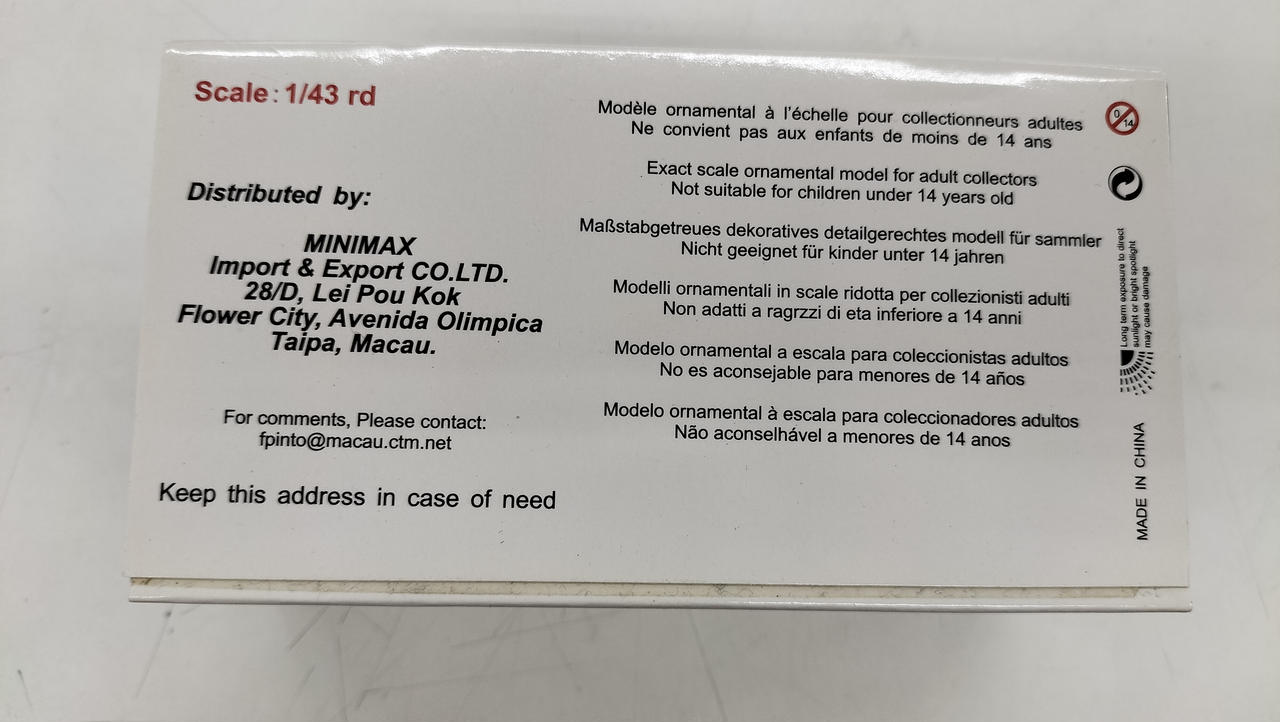 Scale: 1/43 rd
Distributed by:
MINIMAX
Import & Export CO.LTD.
28/D, Lei Pou Kok
Flower City, Avenida Olimpica
Taipa, Macau.
For comments, Please contact:
fpinto@macau.ctm.net
Keep this address in case of need
Modèle ornamental à l'échelle pour collectionneurs adultes
Ne convient pas aux enfants de moins de 14 ans
Exact scale ornamental model for adult collectors
Not suitable for children under 14 years old
Maßstabgetreues dekoratives detailgerechtes modell für sammler
Nicht geeignet für kinder unter 14 jahren
Modelli ornamentali in scale ridotta per collezionisti adulti
Non adatti a ragrzzi di eta inferiore a 14 anni
Modelo ornamental a escala para coleccionistas adultos
No es aconsejable para menores de 14 años
Modelo ornamental à escala para coleccionadores adultos
Não aconselhável a menores de 14 anos
0
14
Long term exposure to direct
sunlight or bright spotlight
may cause damage
MADE IN CHINA